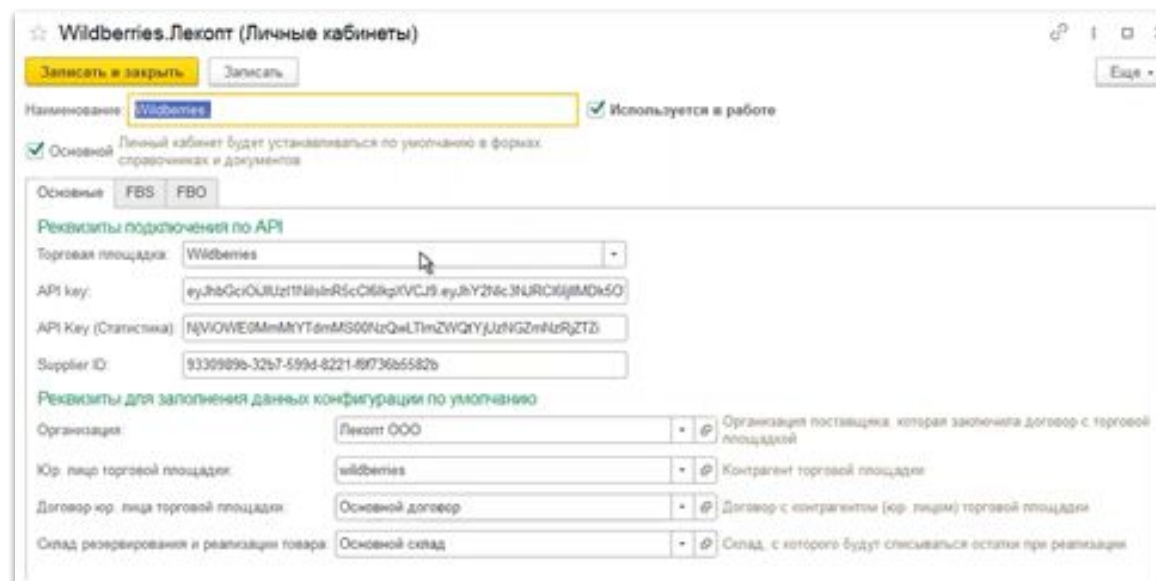 Wildberries.Лекопт (Личные кабинеты)
Записать и закрыть Записать Еще
Наименование: Wildberries. Используется в работе
Основной Личный кабинет будет устанавливаться по умолчанию в формах
справочниках и документов
Основные FBS FBO
Реквизиты подключения по API
Торговая площадка: Wildberries
API key:
API Key (Статистика):
Supplier ID: 9330989b-32b7-599d-8221-f9f736b5582b
Реквизиты для заполнения данных конфигурации по умолчанию
Организация: Лекопт ООО Организация поставщика, которая заключила договор с торговой
площадкой
Юр. лицо торговой площадки: wildberries Контрагент торговой площадки
Договор юр. лица торговой площадки: Основной договор Договор с контрагентом (юр. лицом) торговой площадки
Склад резервирования и реализации товара: Основной склад Склад, с которого будут списываться остатки при реализации